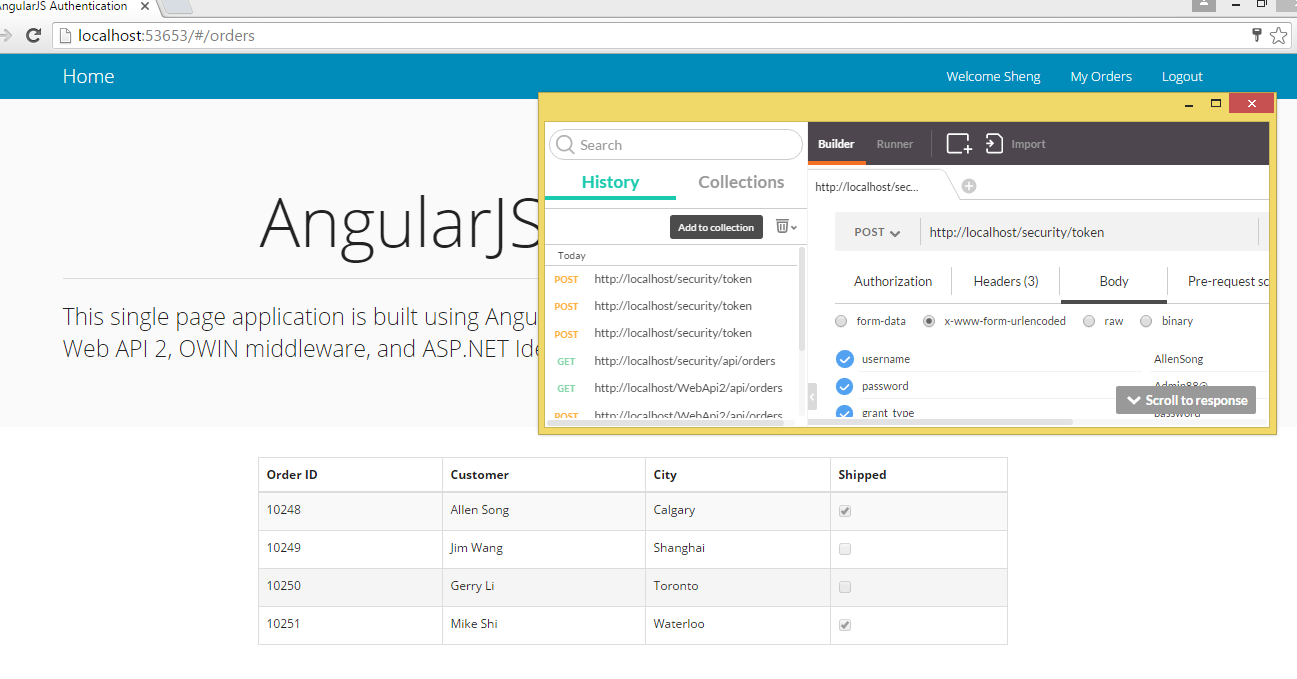 AngularJS Authentication
localhost:53653/#/orders
Home
Welcome Sheng
My Orders
Logout
AngularJS
This single page application is built using Angu
Web API 2, OWIN middleware, and ASP.NET Ide
Search
History
Collections
Add to collection
Today
POST http://localhost/security/token
POST http://localhost/security/token
POST http://localhost/security/token
GET http://localhost/security/api/orders
GET http://localhost/WebApi2/api/orders
POST http://localhost/WebApi2/api/orders
Builder
Runner
Import
http://localhost/sec...
POST http://localhost/security/token
Authorization Headers (3) Body Pre-request sc
form-data x-www-form-urlencoded raw binary
username AllenSong
password Admin88@
grant_type password
Scroll to response
Order ID Customer City Shipped
10248 Allen Song Calgary
10249 Jim Wang Shanghai
10250 Gerry Li Toronto
10251 Mike Shi Waterloo